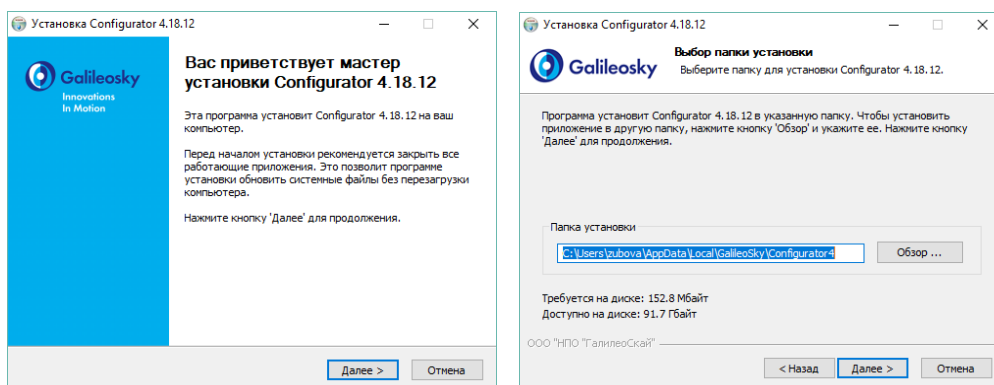 Установка Configurator 4.18.12
Galileosky
Innovations
In Motion
Вас приветствует мастер
установки Configurator 4.18.12
Эта программа установит Configurator 4.18.12 на ваш
компьютер.
Перед началом установки рекомендуется закрыть все
работающие приложения. Это позволит программе
установки обновить системные файлы без перезагрузки
компьютера.
Нажмите кнопку 'Далее' для продолжения.
Далее >
Отмена
Установка Configurator 4.18.12
Galileosky
Выбор папки установки
Выберите папку для установки Configurator 4.18.12.
Программа установит Configurator 4.18.12 в указанную папку. Чтобы установить
приложение в другую папку, нажмите кнопку 'Обзор' и укажите ее. Нажмите кнопку
'Далее' для продолжения.
Папка установки
C:\Users\zubova\AppData\Local\GalileoSky\Configurator4
Обзор ...
Требуется на диске: 152.8 Мбайт
Доступно на диске: 91.7 Гбайт
ООО "НПО "ГалилеоСкай"
< Назад
Далее >
Отмена